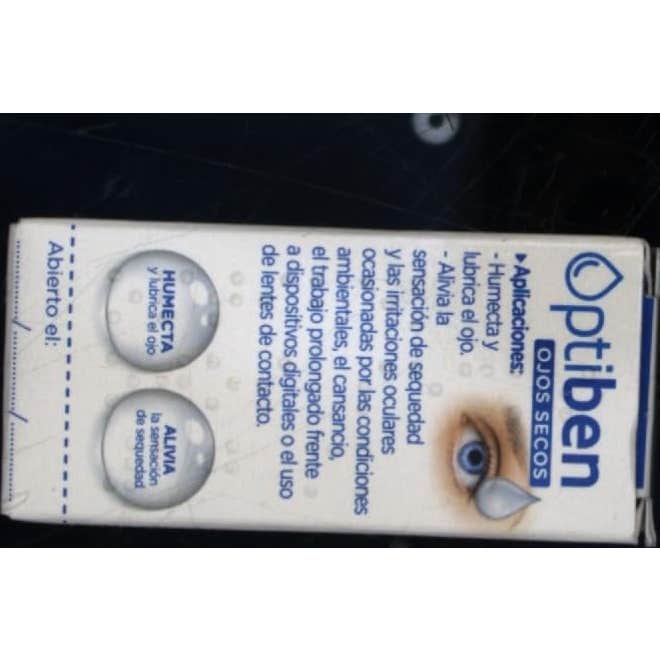 Optiben
OJOS SECOS
▸Aplicaciones:
- Humecta y
lubrica el ojo.
- Alivia la
sensación de sequedad
y las irritaciones oculares
ocasionadas por las condiciones
ambientales, el cansancio,
el trabajo prolongado frente
a dispositivos digitales o el uso
de lentes de contacto.
HUMECTA
y lubrica el ojo
ALIVIA
la sensación
de sequedad
Abierto el:
......../......../........